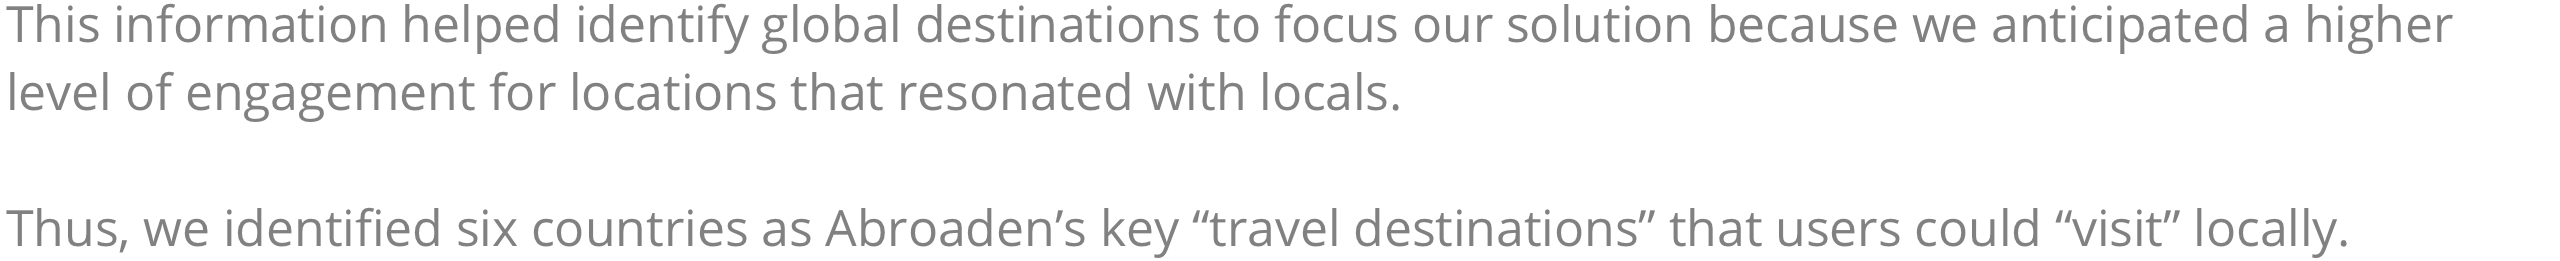 This information helped identify global destinations to focus our solution because we anticipated a higher
level of engagement for locations that resonated with locals.
Thus, we identified six countries as Abroaden’s key “travel destinations” that users could “visit” locally.